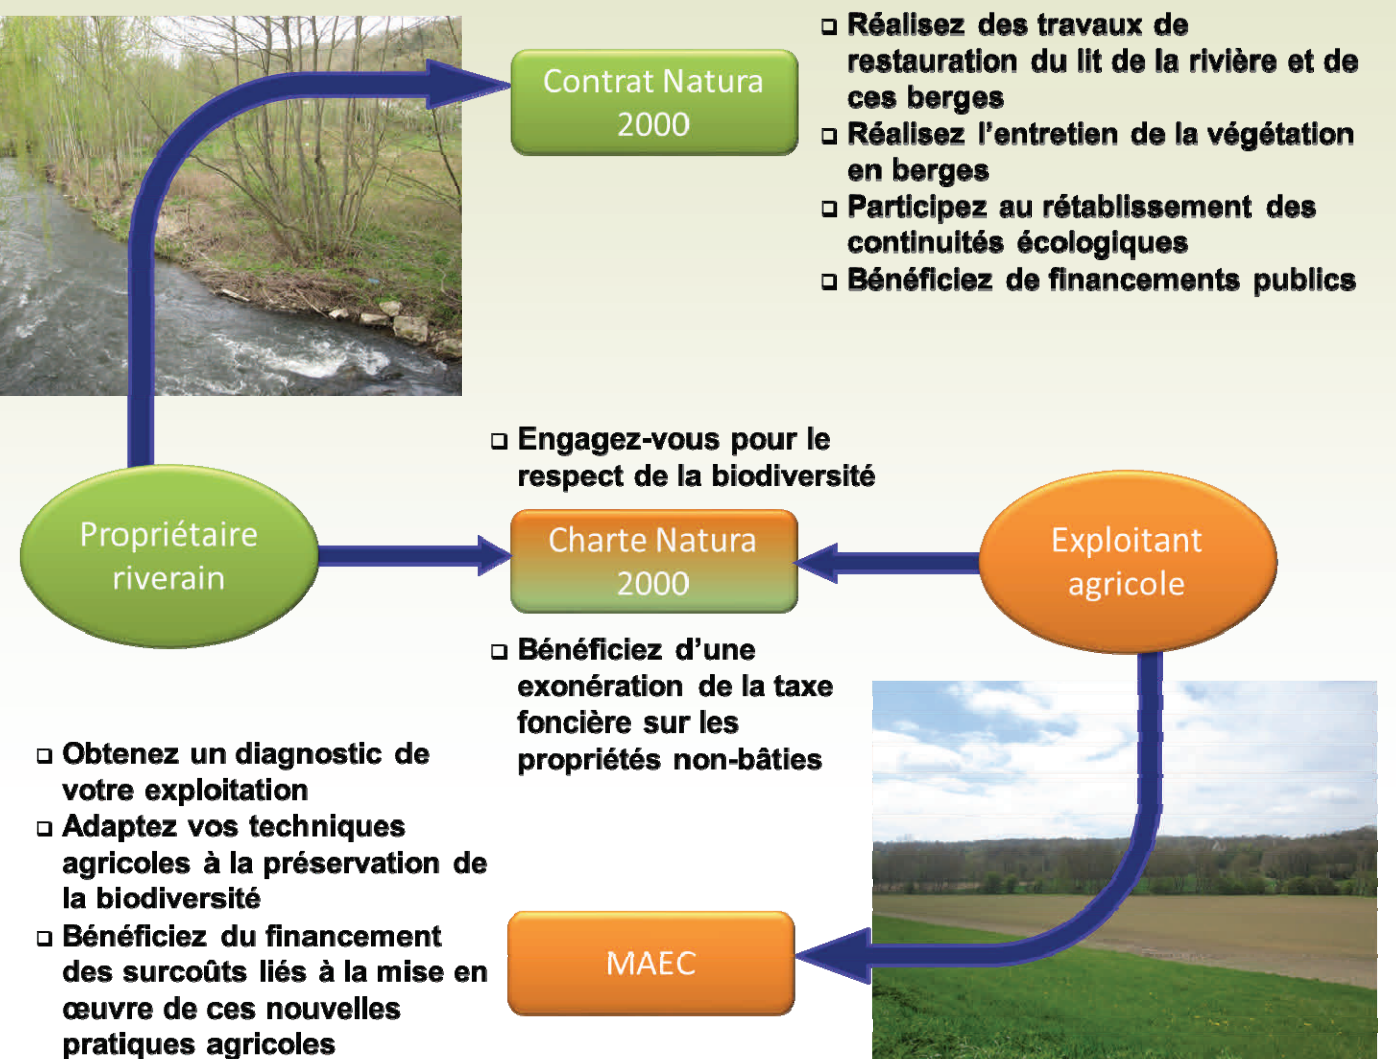 Contrat Natura
2000
❑ Réalisez des travaux de
restauration du lit de la rivière et de
ces berges
❑ Réalisez l’entretien de la végétation
en berges
❑ Participez au rétablissement des
continuités écologiques
❑ Bénéficiez de financements publics
Propriétaire
riverain
❑ Engagez-vous pour le
respect de la biodiversité
Charte Natura
2000
❑ Bénéficiez d’une
exonération de la taxe
foncière sur les
propriétés non-bâties
Exploitant
agricole
❑ Obtenez un diagnostic de
votre exploitation
❑ Adaptez vos techniques
agricoles à la préservation de
la biodiversité
❑ Bénéficiez du financement
des surcoûts liés à la mise en
œuvre de ces nouvelles
pratiques agricoles
MAEC